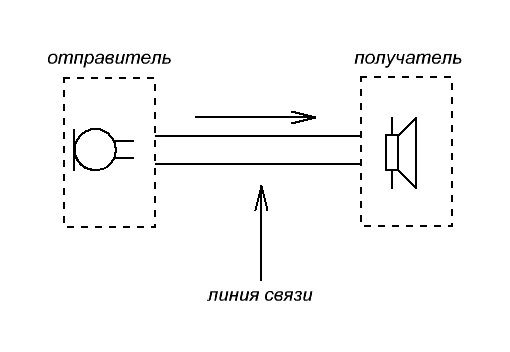 отправитель
получатель
линия связи